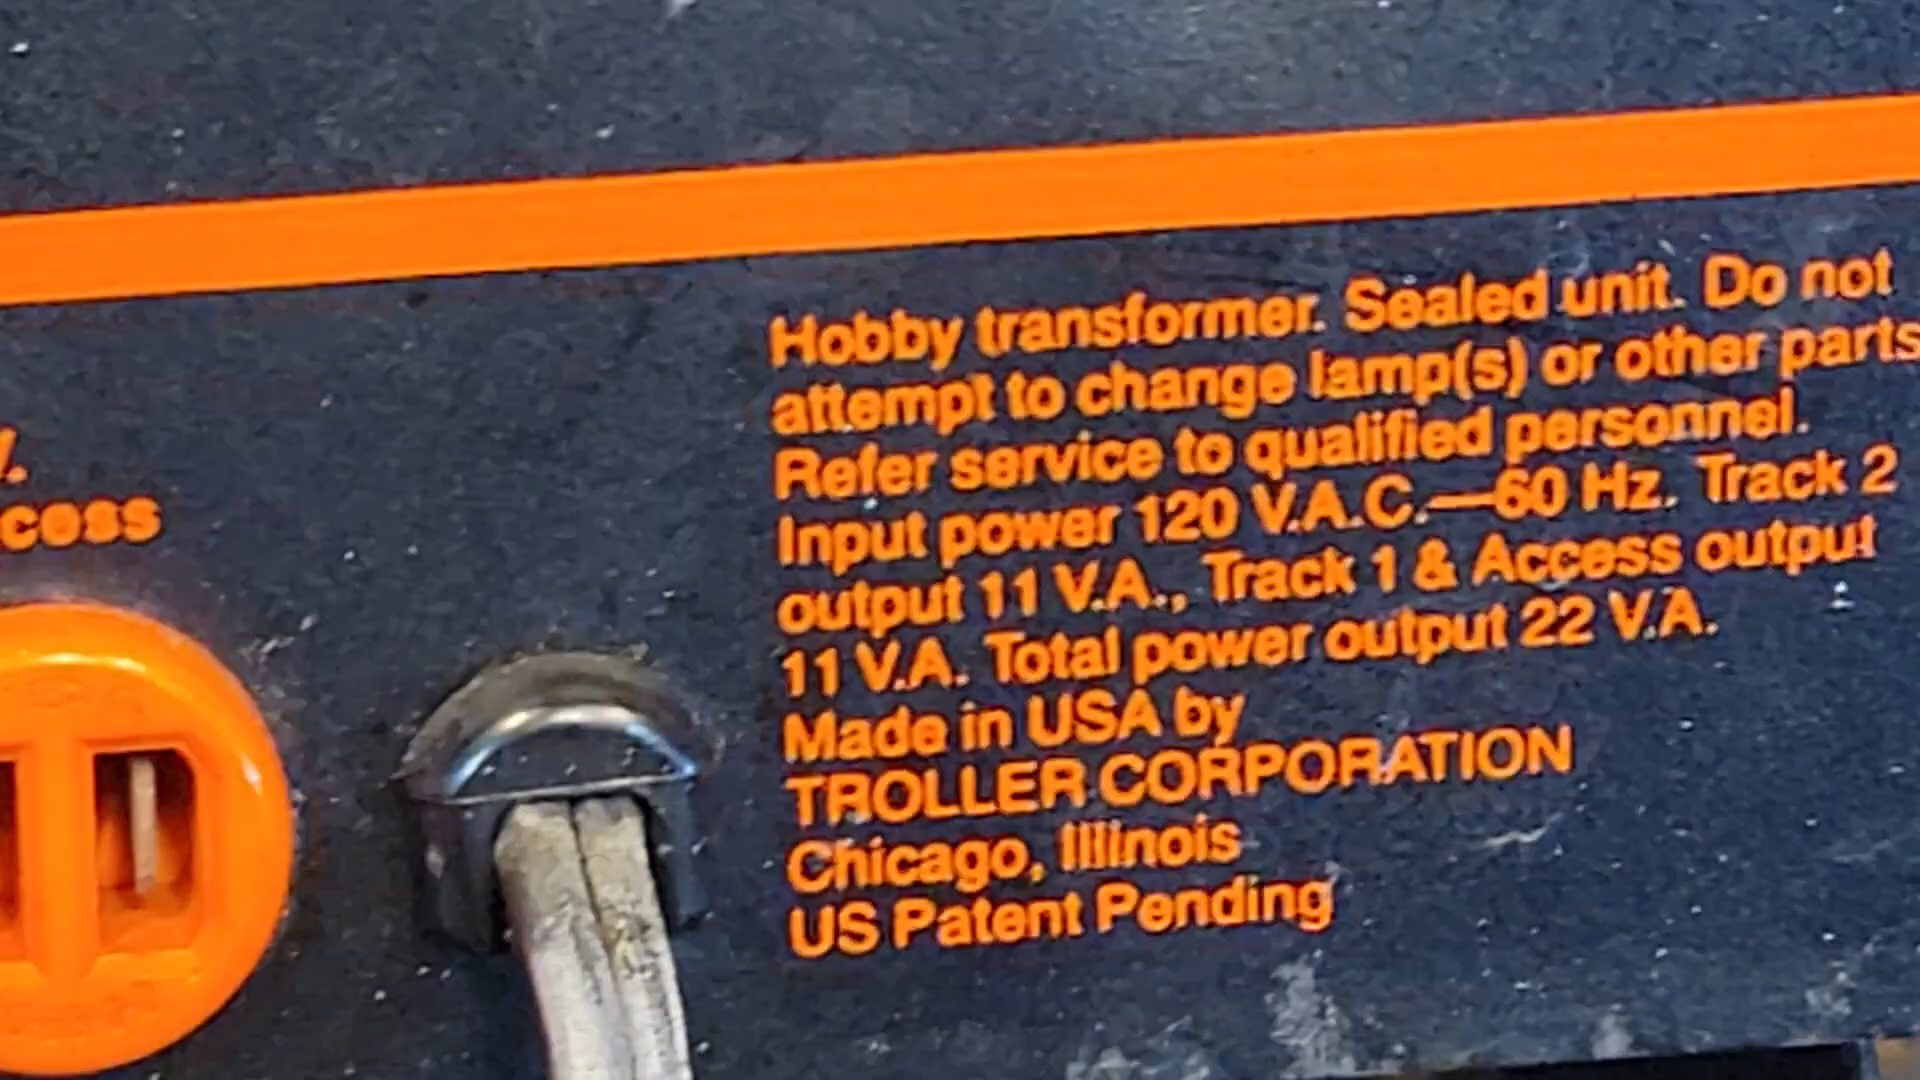 Hobby transformer. Sealed unit. Do not
attempt to change lamp(s) or other parts
Refer service to qualified personnel.
Input power 120 V.A.C.—60 Hz. Track 2
output 11 V.A., Track 1 & Access output
11 V.A. Total power output 22 V.A.
Made in USA by
TROLLER CORPORATION
Chicago, Illinois
US Patent Pending